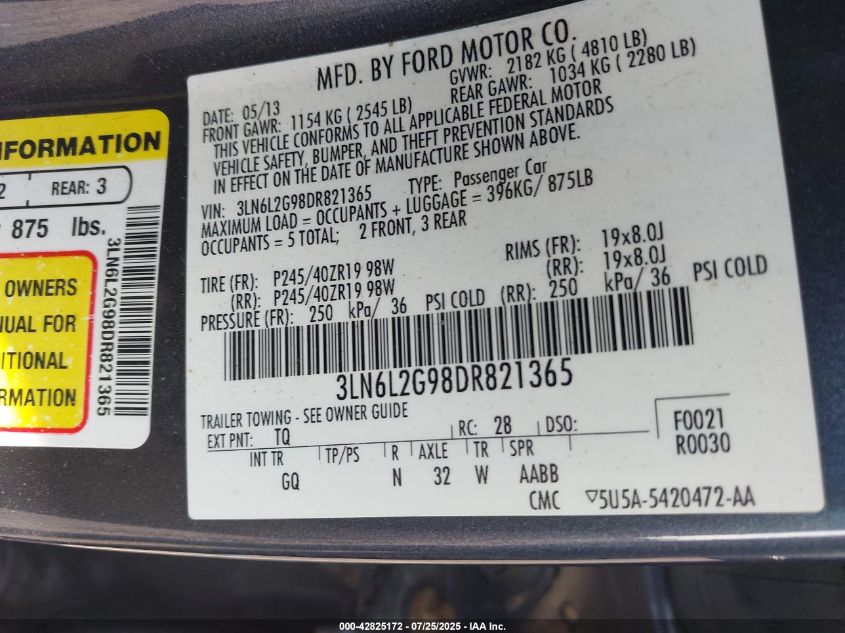 NFORMATION
2 REAR: 3
875 lbs.
OWNERS
NUAL FOR
ITIONAL
RMATION
3LN6L2G98DR821365
MFD. BY FORD MOTOR CO.
DATE: 05/13 GVWR: 2182 KG ( 4810 LB)
FRONT GAWR: 1154 KG ( 2545 LB) REAR GAWR: 1034 KG ( 2280 LB)
THIS VEHICLE CONFORMS TO ALL APPLICABLE FEDERAL MOTOR
VEHICLE SAFETY, BUMPER, AND THEFT PREVENTION STANDARDS
IN EFFECT ON THE DATE OF MANUFACTURE SHOWN ABOVE.
VIN: 3LN6L2G98DR821365 TYPE: Passenger Car
MAXIMUM LOAD = OCCUPANTS + LUGGAGE = 396KG/ 875LB
OCCUPANTS = 5 TOTAL; 2 FRONT, 3 REAR
TIRE (FR): P245/40ZR19 98W RIMS (FR): 19x8.0J
(RR): P245/40ZR19 98W (RR): 19x8.0J
PRESSURE (FR): 250 kPa/ 36 PSI COLD (RR): 250 kPa/ 36 PSI COLD
3LN6L2G98DR821365
TRAILER TOWING - SEE OWNER GUIDE
EXT PNT: TQ RC: 28 DSO: F0021
R0030
INT TR TP/PS R AXLE TR SPR
GQ N 32 W AABB
CMC ▽5U5A-5420472-AA
000-42825172 - 07/25/2025 - IAA Inc.